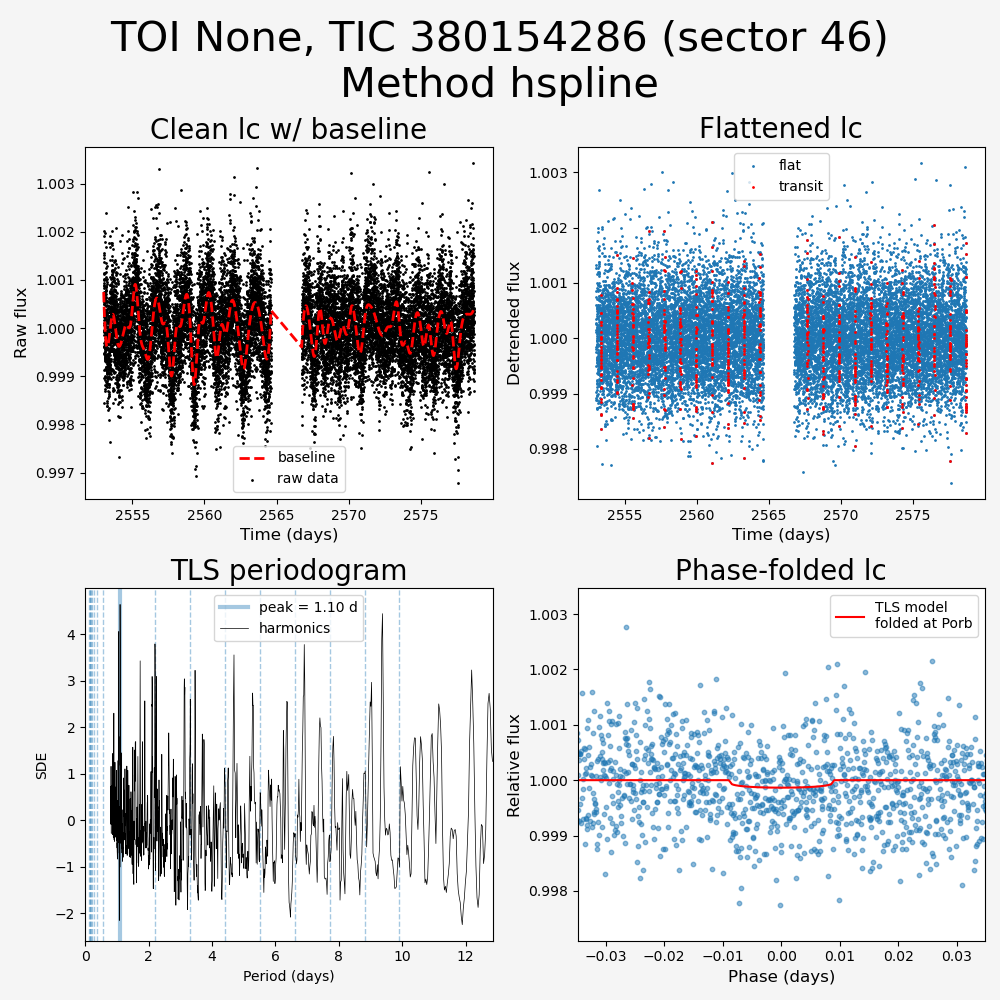 TOI None, TIC 380154286 (sector 46)
Method hspline
Clean lc w/ baseline
1.003
1.002
1.001
1.000
0.999
0.998
0.997
Raw flux
baseline
raw data
2555
2560
2565
2570
2575
Time (days)
Flattened lc
1.003
1.002
1.001
1.000
0.999
0.998
Detrended flux
flat
transit
2555
2560
2565
2570
2575
Time (days)
TLS periodogram
4
3
2
1
0
−1
−2
SDE
peak = 1.10 d
harmonics
0
2
4
6
8
10
12
Period (days)
Phase-folded lc
1.003
1.002
1.001
1.000
0.999
0.998
Relative flux
TLS model
folded at Porb
−0.03
−0.02
−0.01
0.00
0.01
0.02
0.03
Phase (days)